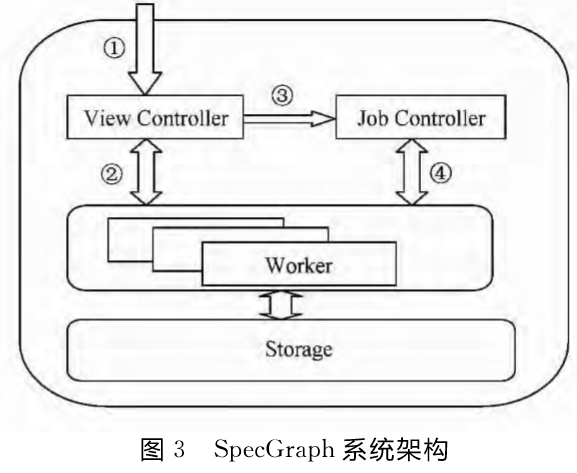 ①
View Controller
③
Job Controller
②
④
Worker
Storage
图 3 SpecGraph 系统架构